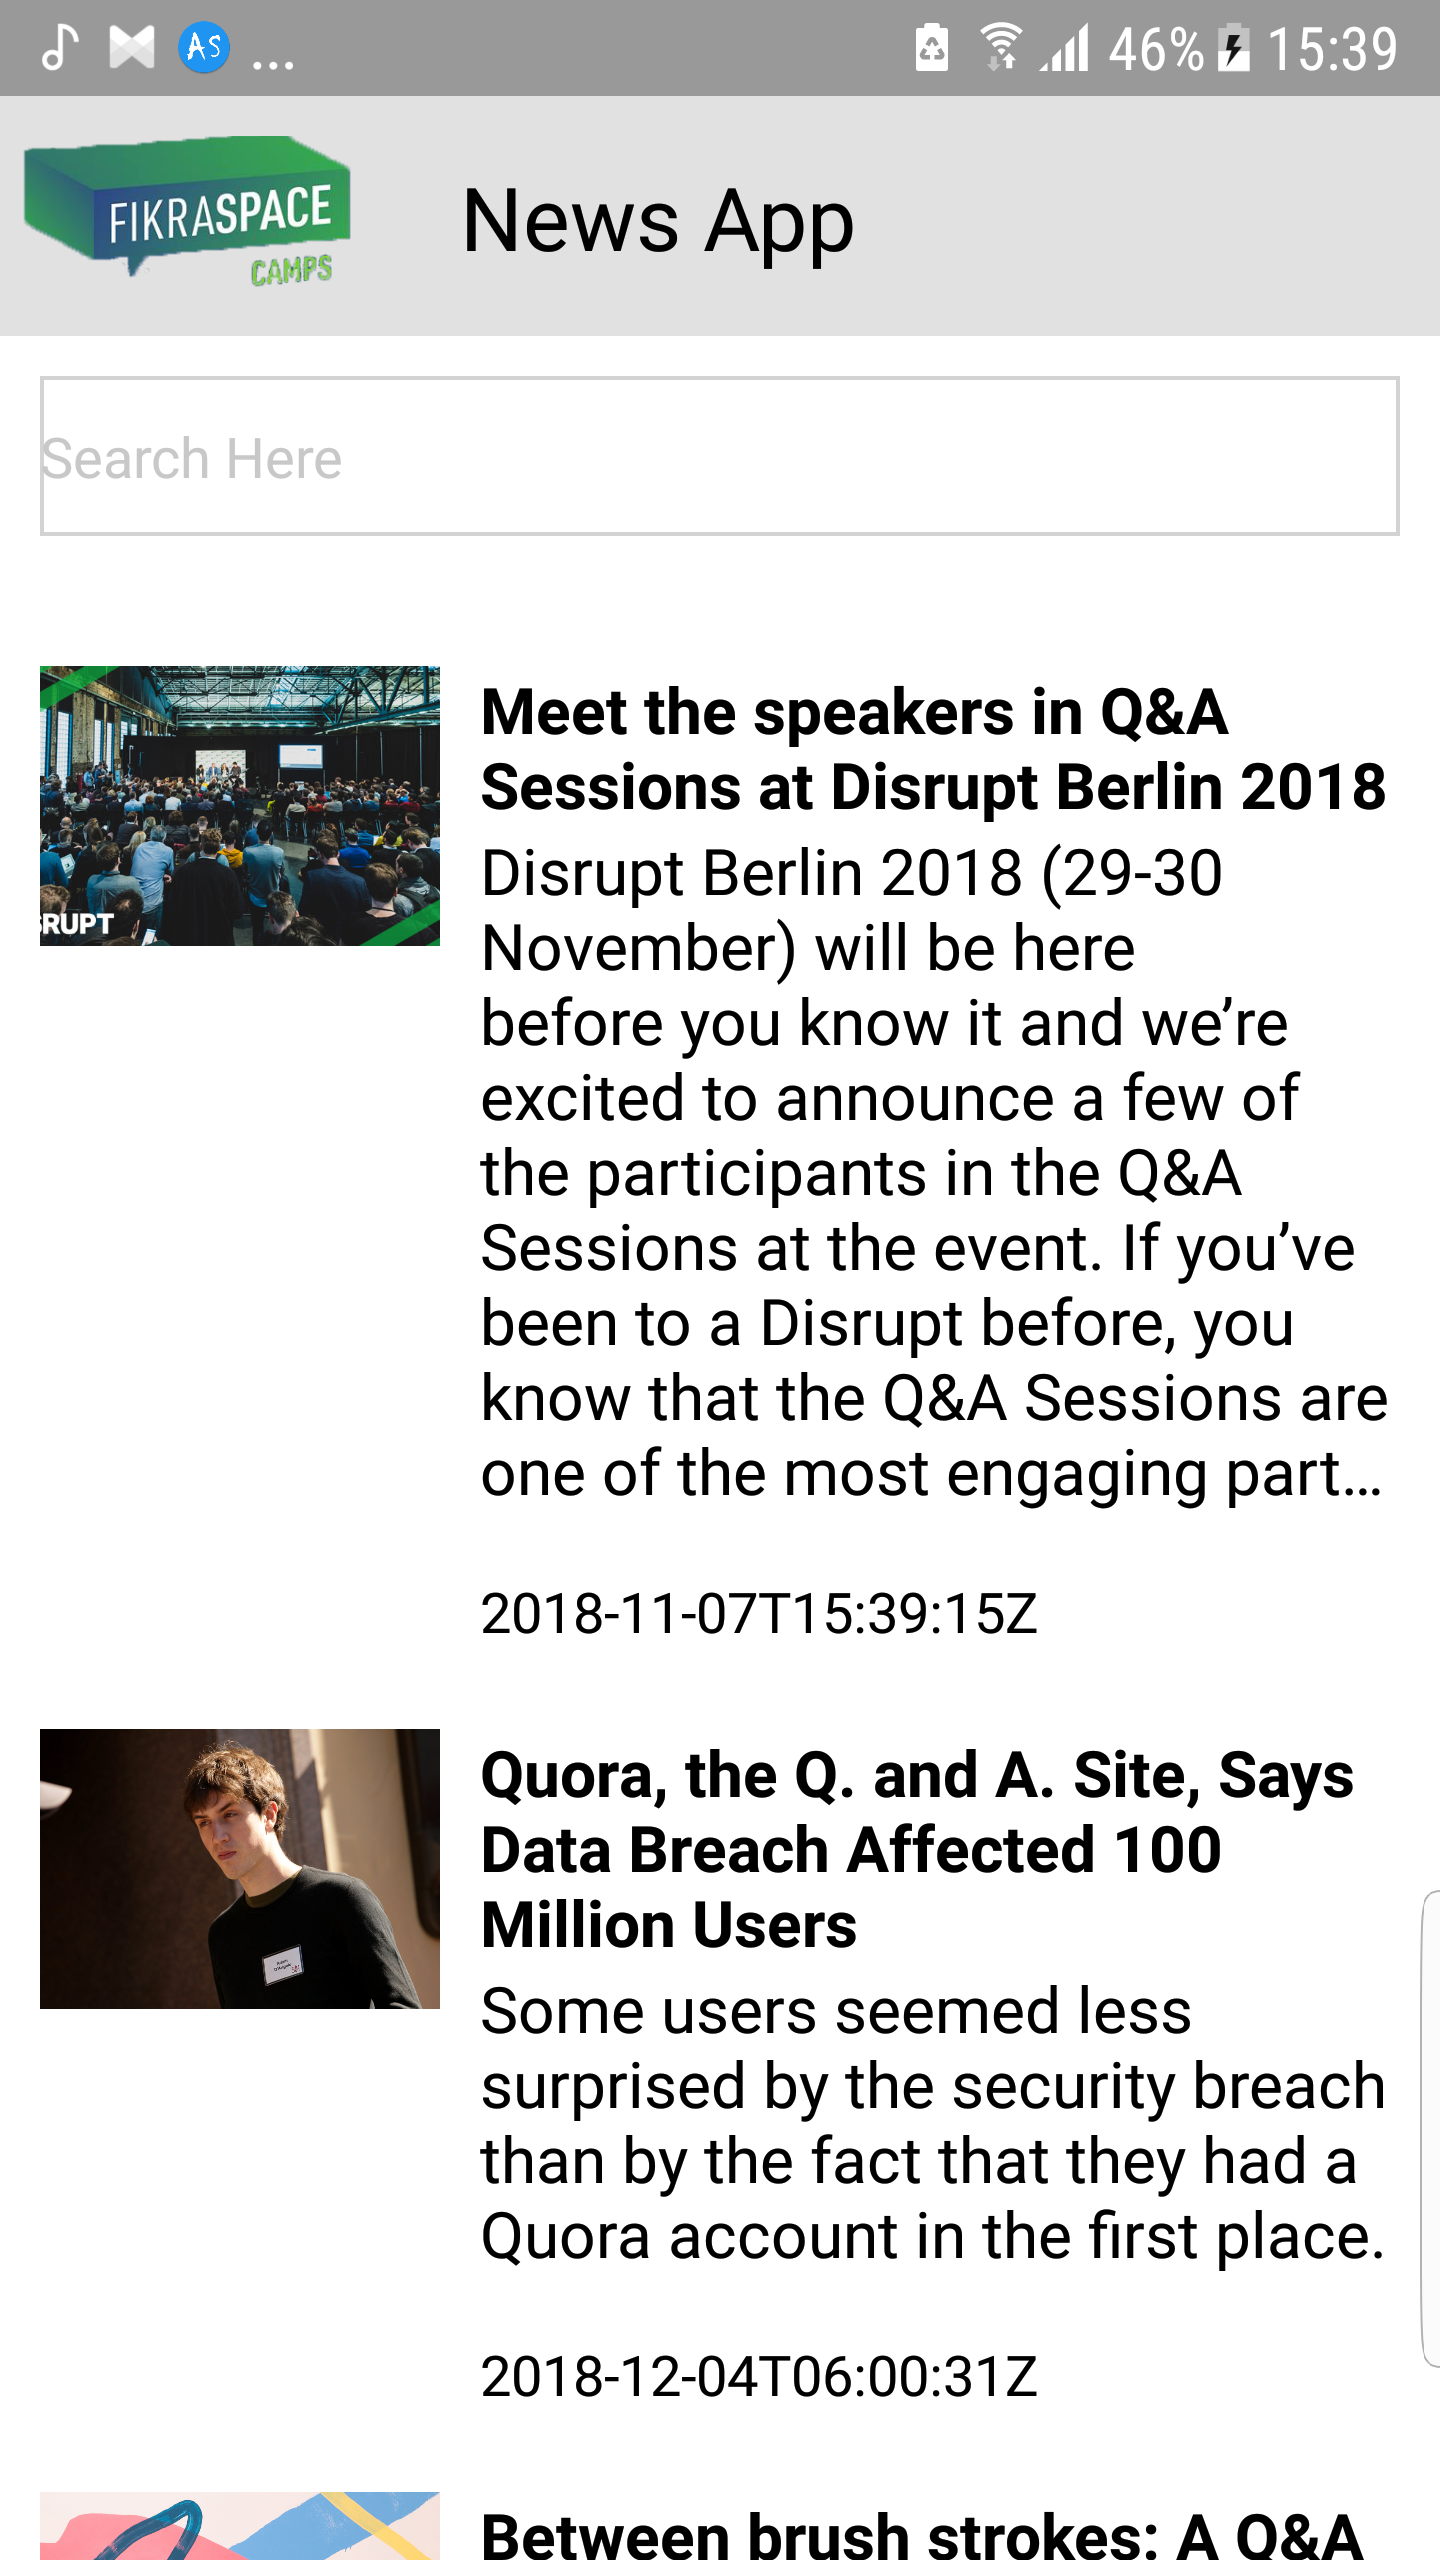 AS ... 46% 15:39
FIKRASPACE
CAMPS
News App
Search Here
Meet the speakers in Q&A
Sessions at Disrupt Berlin 2018
Disrupt Berlin 2018 (29-30
November) will be here
before you know it and we’re
excited to announce a few of
the participants in the Q&A
Sessions at the event. If you’ve
been to a Disrupt before, you
know that the Q&A Sessions are
one of the most engaging part…
RUPT
2018-11-07T15:39:15Z
Quora, the Q. and A. Site, Says
Data Breach Affected 100
Million Users
Some users seemed less
surprised by the security breach
than by the fact that they had a
Quora account in the first place.
2018-12-04T06:00:31Z
Between brush strokes: A Q&A